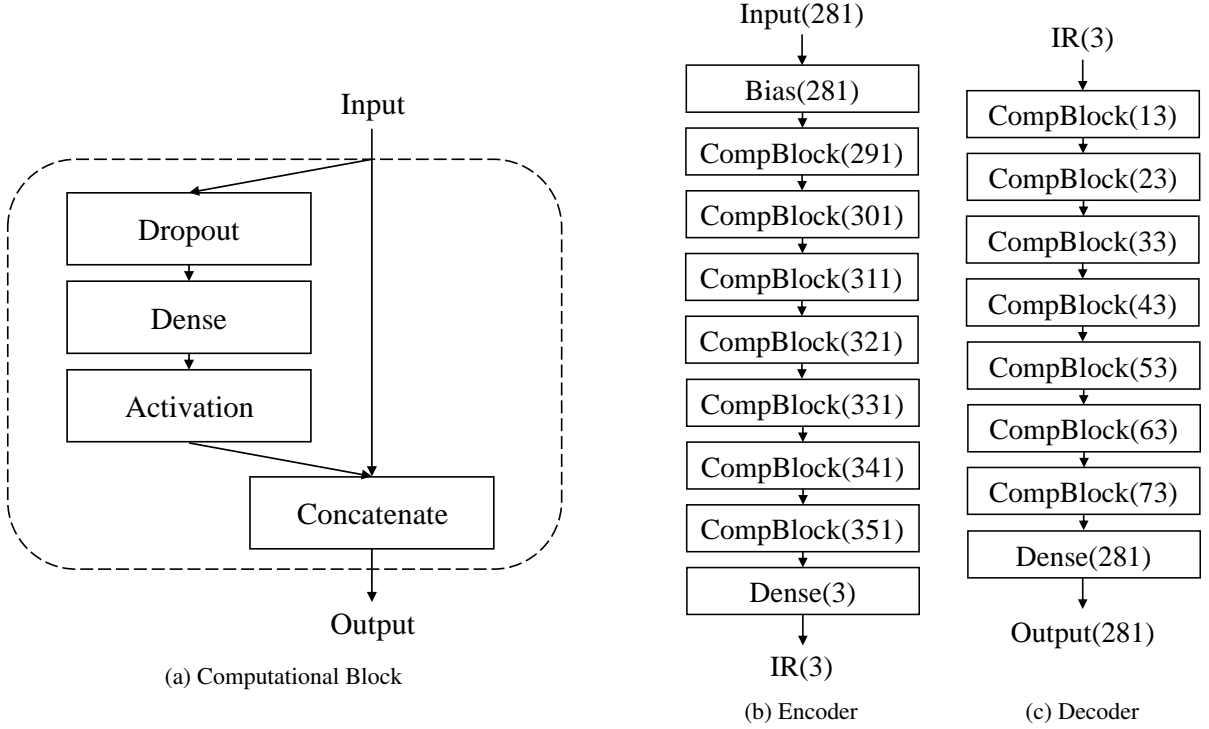 Input
Dropout
Dense
Activation
Concatenate
Output
(a) Computational Block
Input(281)
Bias(281)
CompBlock(291)
CompBlock(301)
CompBlock(311)
CompBlock(321)
CompBlock(331)
CompBlock(341)
CompBlock(351)
Dense(3)
IR(3)
(b) Encoder
IR(3)
CompBlock(13)
CompBlock(23)
CompBlock(33)
CompBlock(43)
CompBlock(53)
CompBlock(63)
CompBlock(73)
Dense(281)
Output(281)
(c) Decoder